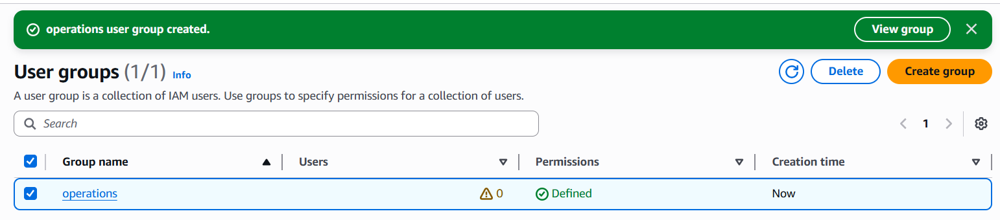 operations user group created.
View group
User groups (1/1) Info
Delete
Create group
A user group is a collection of IAM users. Use groups to specify permissions for a collection of users.
Search
1
Group name
Users
Permissions
Creation time
operations
0
Defined
Now